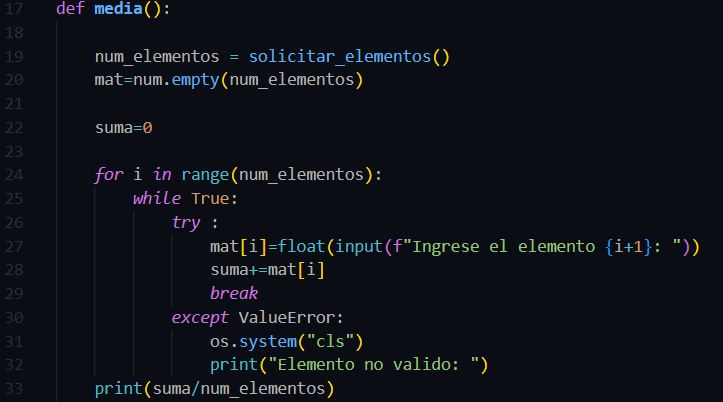 17 def media():
18
19     num_elementos = solicitar_elementos()
20     mat=num.empty(num_elementos)
21
22     suma=0
23
24     for i in range(num_elementos):
25         while True:
26             try :
27                 mat[i]=float(input(f"Ingrese el elemento {i+1}: "))
28                 suma+=mat[i]
29                 break
30             except ValueError:
31                 os.system("cls")
32                 print("Elemento no valido: ")
33     print(suma/num_elementos)